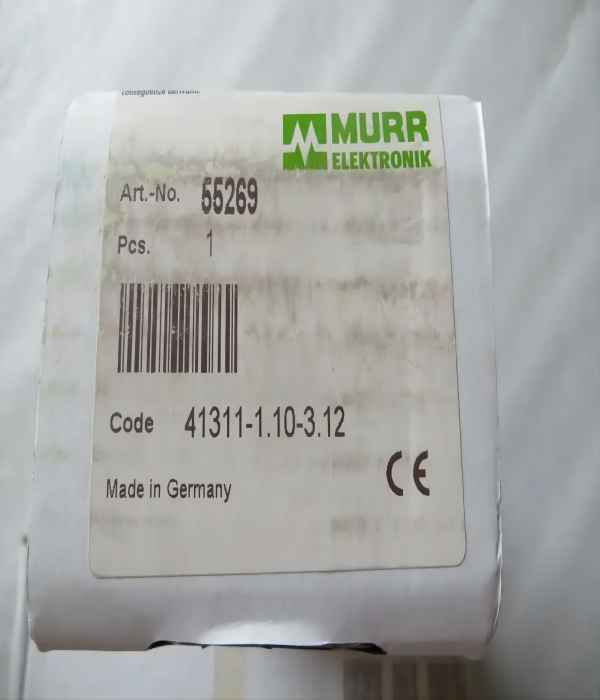 MURR
ELEKTRONIK
Art.-No. 55269
Pcs. 1
Code 41311-1.10-3.12
Made in Germany CE